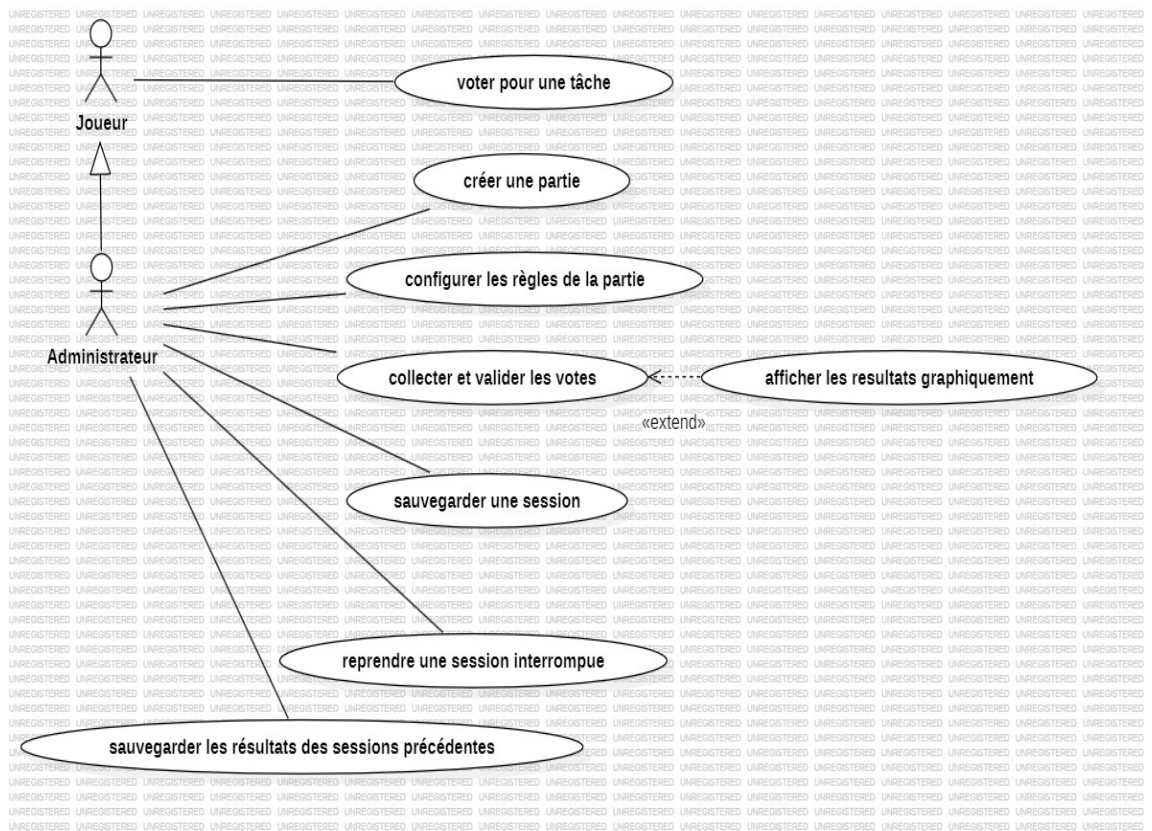 Joueur
voter pour une tâche
créer une partie
configurer les règles de la partie
Administrateur
collecter et valider les votes
afficher les resultats graphiquement
«extend»
sauvegarder une session
reprendre une session interrompue
sauvegarder les résultats des sessions précédentes
UNREGISTERED